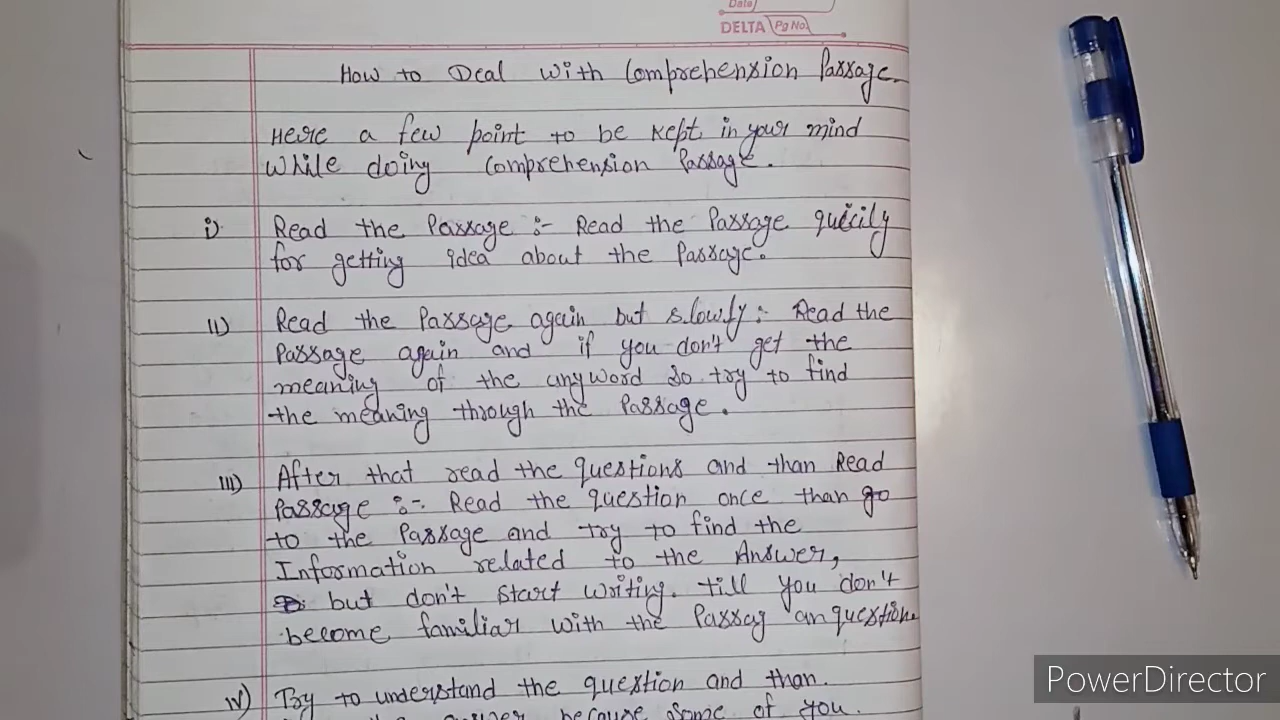 Date
DELTA Pg No.
How to Deal with Comprehension Passage.
Here a few point to be kept in your mind
While doing Comprehension Passage.
i) Read the Passage :- Read the Passage quicily
for getting idea about the Passage.
ii) Read the Passage again but slowly :- Read the
Passage again and if you don't get the
meaning of the any word so try to find
the meaning through the Passage.
iii) After that read the questions and than Read
Passage :- Read the question once than go
to the Passage and try to find the
Information related to the Answer,
but don't start writing. till you don't
become familiar with the Passag an question.
iv) Try to understand the question and than.
answer because some of you.
PowerDirector